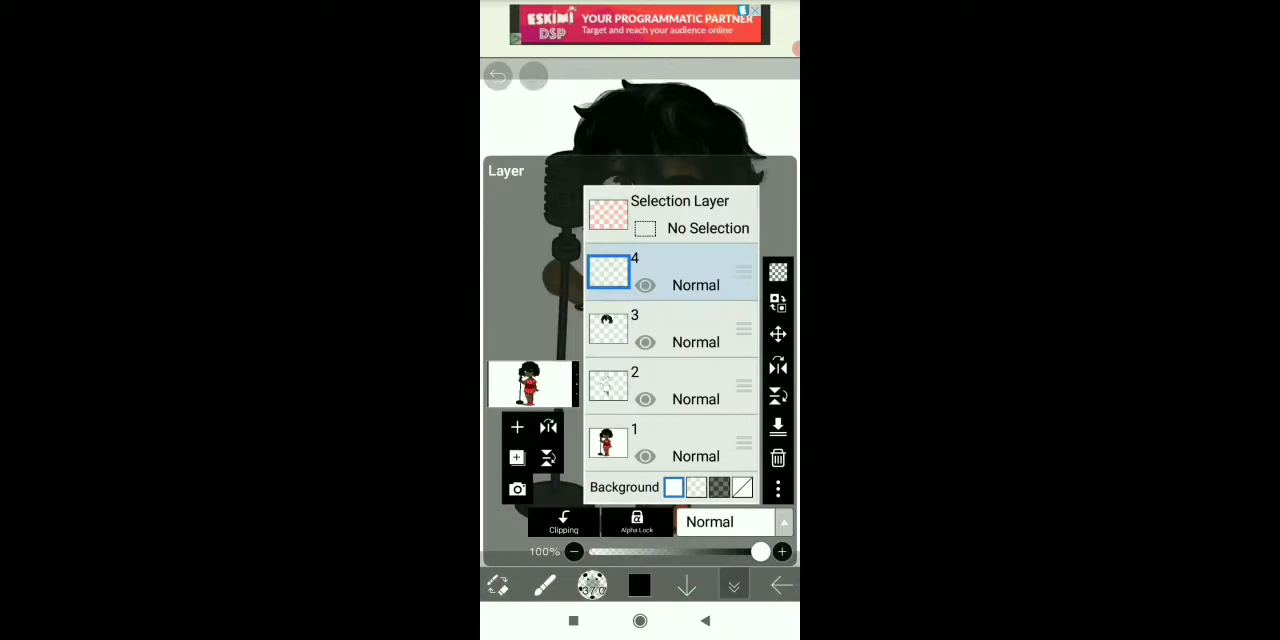 ESKIMI
DSP
YOUR PROGRAMMATIC PARTNER
Target and reach your audience online
Layer
Selection Layer
No Selection
4
Normal
3
Normal
2
Normal
1
Normal
Background
Clipping
Alpha Lock
Normal
100%
370